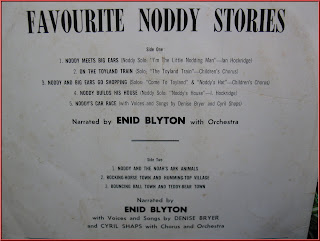 FAVOURITE NODDY STORIES
Side One
1. NODDY MEETS BIG EARS (Noddy Solo "I'm The Little Nodding Man"—Ian Hockridge)
2. ON THE TOYLAND TRAIN (Solo, "The Toyland Train"—Children's Chorus)
3. NODDY AND BIG EARS GO SHOPPING (Solos: "Come To Toyland" & "Noddy's Hat"—Children's Chorus)
4. NODDY BUILDS HIS HOUSE (Noddy Solo: "Noddy's House"—I. Hockridge)
5. NODDY'S CAR RACE (with Voices and Songs by Denise Bryer and Cyril Shaps)
Narrated by ENID BLYTON with Orchestra
Side Two
1. NODDY AND THE NOAH'S ARK ANIMALS
2. ROCKING-HORSE TOWN and HUMMING-TOP VILLAGE
3. BOUNCING BALL TOWN and TEDDY-BEAR TOWN
Narrated by
ENID BLYTON
with Voices and Songs by DENISE BRYER
and CYRIL SHAPS with Chorus and Orchestra